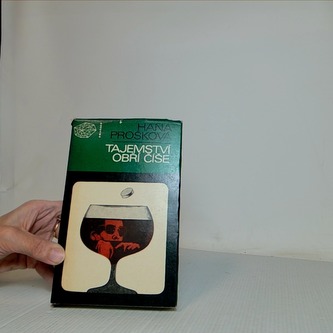 HANA
PROŠKOVÁ
TAJEMSTVÍ
OBŘÍ ČÍŠE